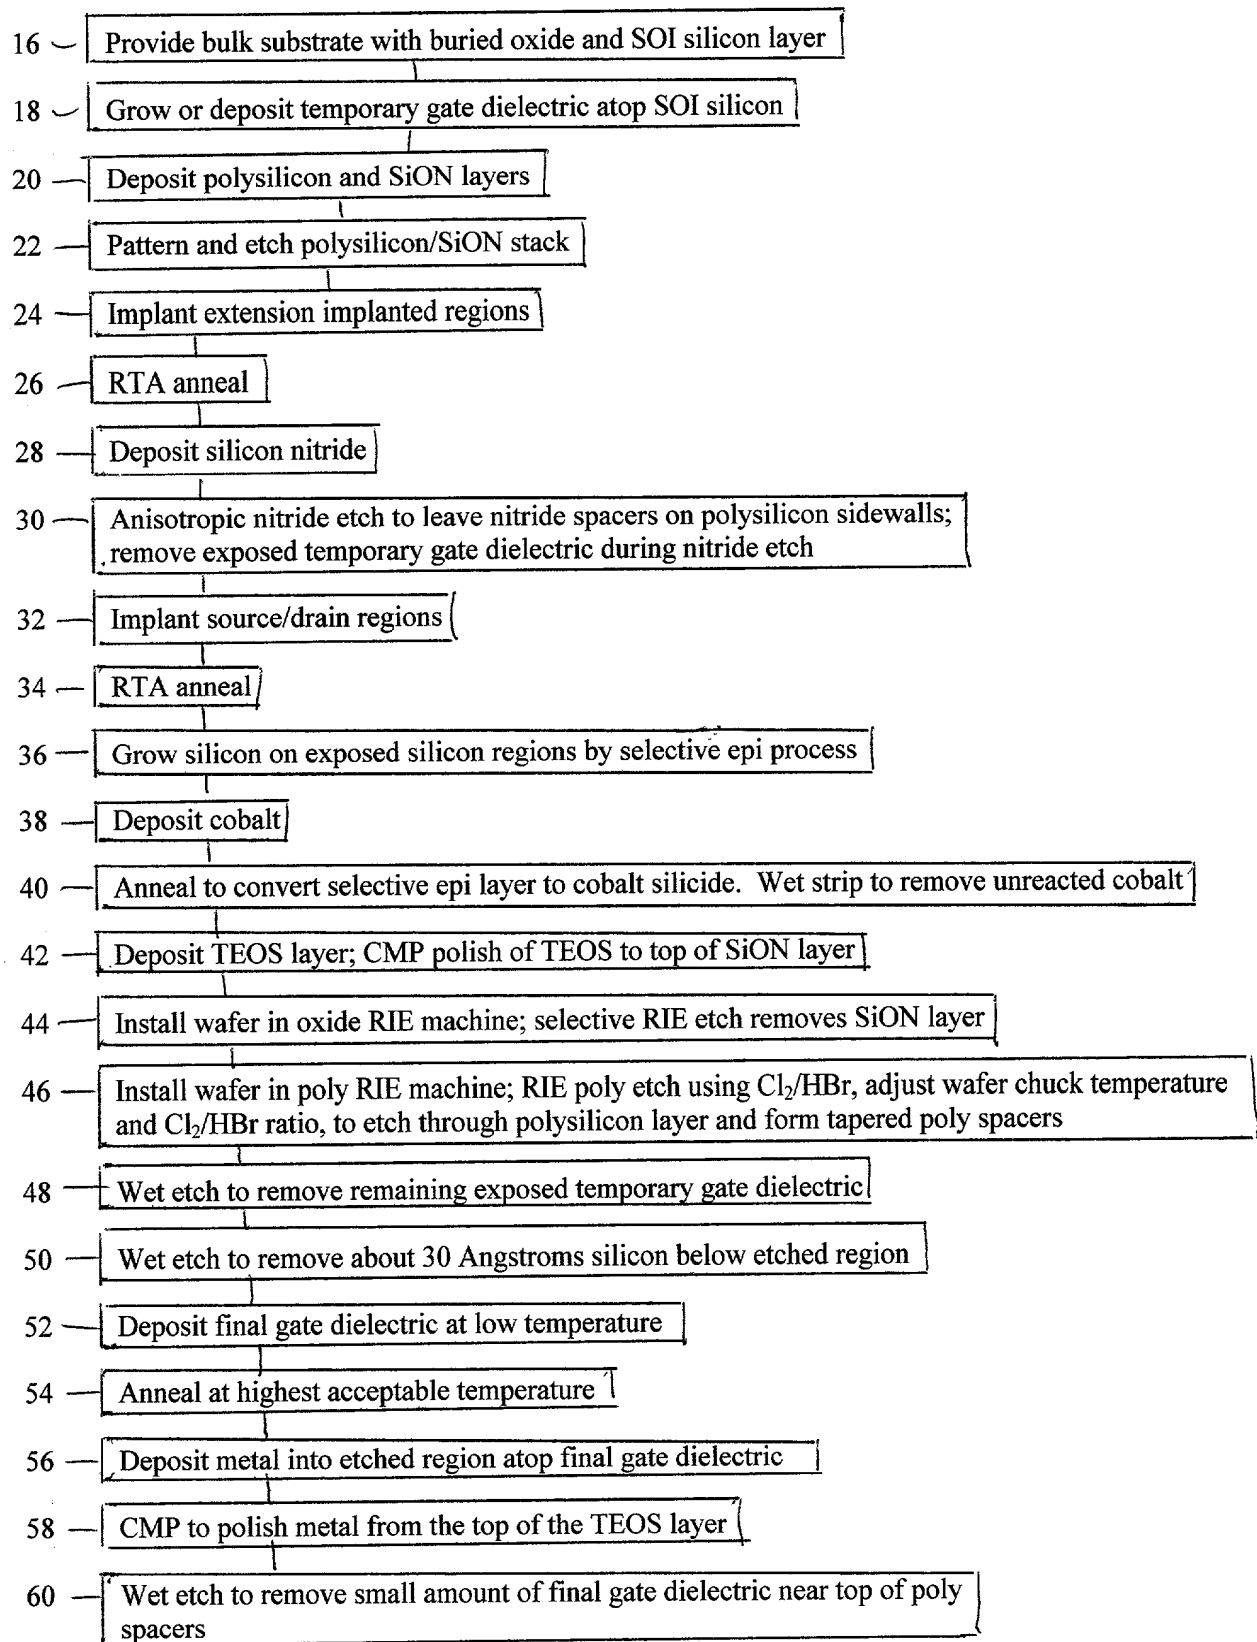 16 Provide bulk substrate with buried oxide and SOI silicon layer
18 Grow or deposit temporary gate dielectric atop SOI silicon
20 Deposit polysilicon and SiON layers
22 Pattern and etch polysilicon/SiON stack
24 Implant extension implanted regions
26 RTA anneal
28 Deposit silicon nitride
30 Anisotropic nitride etch to leave nitride spacers on polysilicon sidewalls;
remove exposed temporary gate dielectric during nitride etch
32 Implant source/drain regions
34 RTA anneal
36 Grow silicon on exposed silicon regions by selective epi process
38 Deposit cobalt
40 Anneal to convert selective epi layer to cobalt silicide. Wet strip to remove unreacted cobalt
42 Deposit TEOS layer; CMP polish of TEOS to top of SiON layer
44 Install wafer in oxide RIE machine; selective RIE etch removes SiON layer
46 Install wafer in poly RIE machine; RIE poly etch using Cl₂/HBr, adjust wafer chuck temperature
and Cl₂/HBr ratio, to etch through polysilicon layer and form tapered poly spacers
48 Wet etch to remove remaining exposed temporary gate dielectric
50 Wet etch to remove about 30 Angstroms silicon below etched region
52 Deposit final gate dielectric at low temperature
54 Anneal at highest acceptable temperature
56 Deposit metal into etched region atop final gate dielectric
58 CMP to polish metal from the top of the TEOS layer
60 Wet etch to remove small amount of final gate dielectric near top of poly
spacers